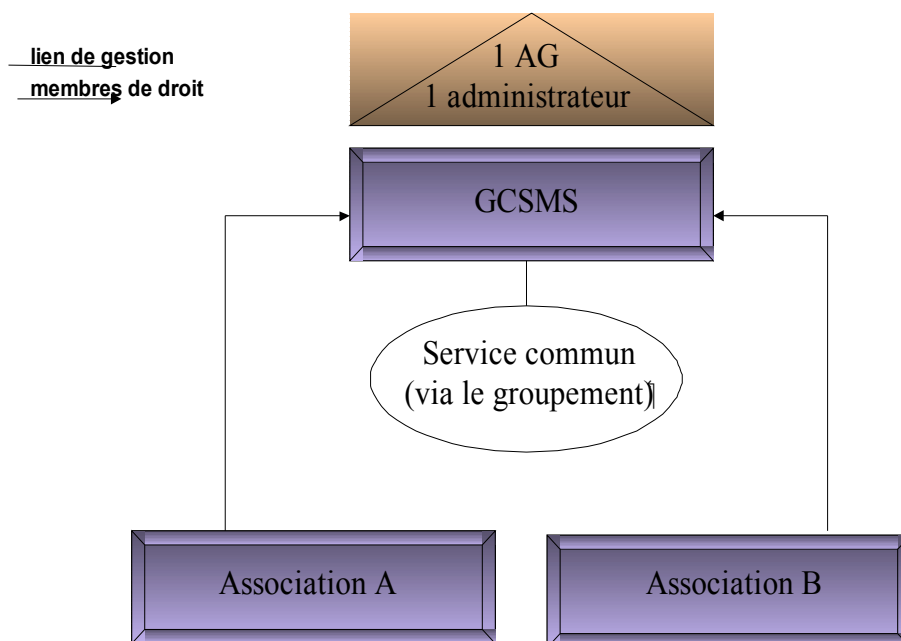 lien de gestion
membres de droit
1 AG
1 administrateur
GCSMS
Service commun
(via le groupement)
Association A
Association B